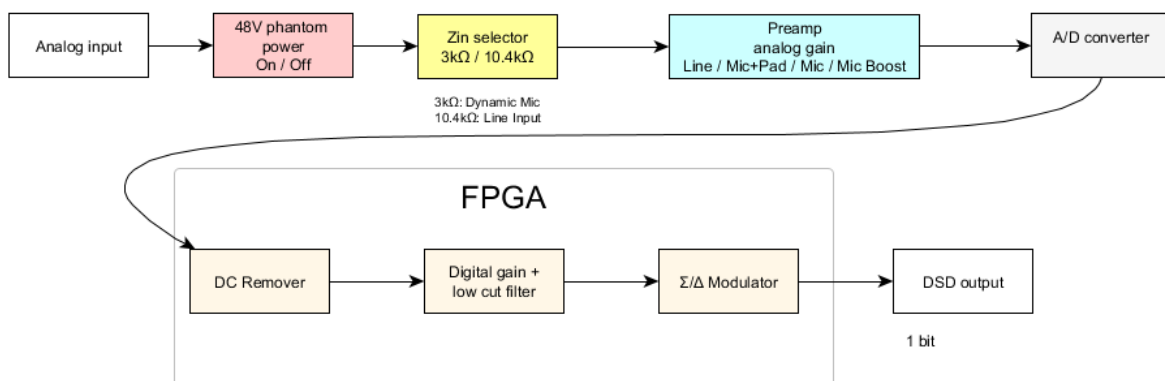 Analog input
48V phantom
power
On / Off
Zin selector
3kΩ / 10.4kΩ
Preamp
analog gain
Line / Mic+Pad / Mic / Mic Boost
A/D converter
3kΩ: Dynamic Mic
10.4kΩ: Line Input
FPGA
DC Remover
Digital gain +
low cut filter
Σ/Δ Modulator
DSD output
1 bit